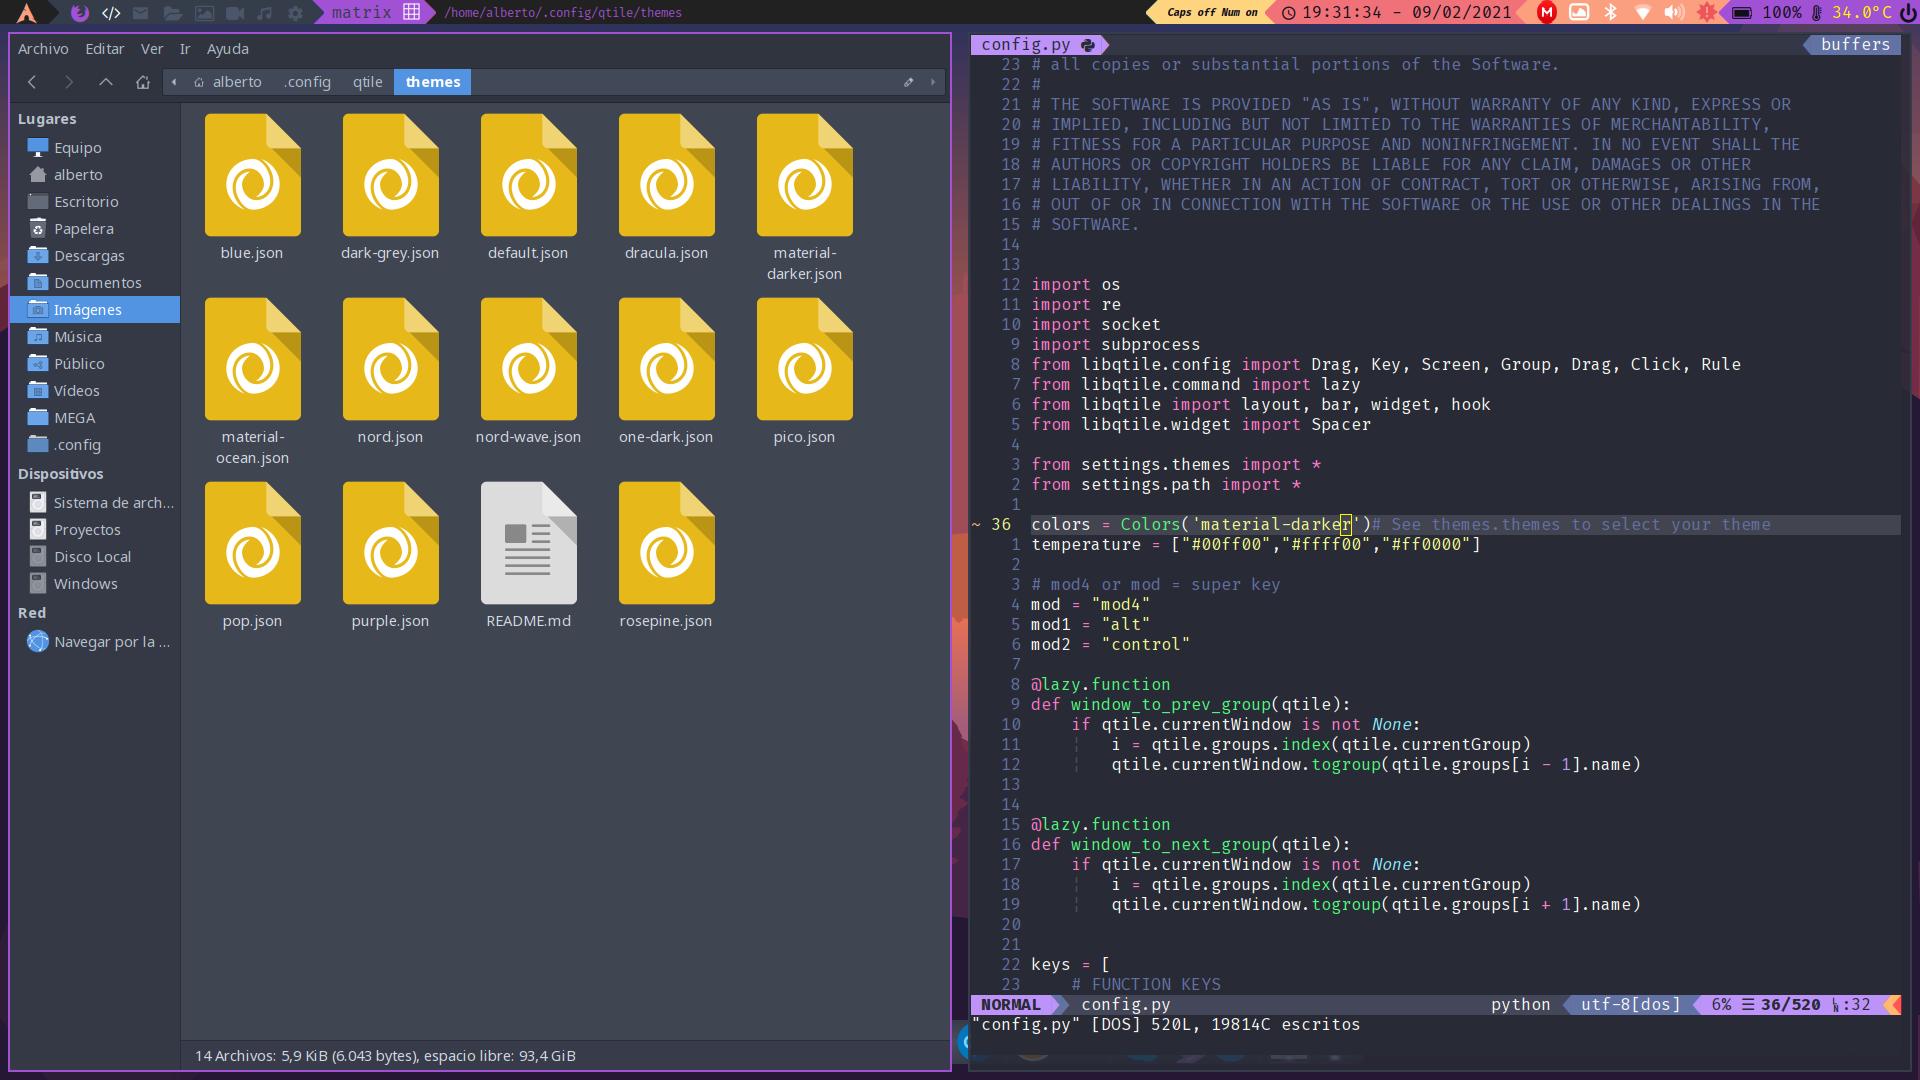 matrix
/home/alberto/.config/qtile/themes
Caps off Num on
19:31:34 - 09/02/2021
M
100%
34.0°C
Archivo Editar Ver Ir Ayuda
alberto .config qtile themes
Lugares
Equipo
alberto
Escritorio
Papelera
Descargas
Documentos
Imágenes
Música
Público
Vídeos
MEGA
.config
Dispositivos
Sistema de arch...
Proyectos
Disco Local
Windows
Red
Navegar por la ...
blue.json
dark-grey.json
default.json
dracula.json
material-
darker.json
material-
ocean.json
nord.json
nord-wave.json
one-dark.json
pico.json
pop.json
purple.json
README.md
rosepine.json
14 Archivos: 5,9 KiB (6.043 bytes), espacio libre: 93,4 GiB
config.py
buffers
23 # all copies or substantial portions of the Software.
22 #
21 # THE SOFTWARE IS PROVIDED "AS IS", WITHOUT WARRANTY OF ANY KIND, EXPRESS OR
20 # IMPLIED, INCLUDING BUT NOT LIMITED TO THE WARRANTIES OF MERCHANTABILITY,
19 # FITNESS FOR A PARTICULAR PURPOSE AND NONINFRINGEMENT. IN NO EVENT SHALL THE
18 # AUTHORS OR COPYRIGHT HOLDERS BE LIABLE FOR ANY CLAIM, DAMAGES OR OTHER
17 # LIABILITY, WHETHER IN AN ACTION OF CONTRACT, TORT OR OTHERWISE, ARISING FROM,
16 # OUT OF OR IN CONNECTION WITH THE SOFTWARE OR THE USE OR OTHER DEALINGS IN THE
15 # SOFTWARE.
14
13
12 import os
11 import re
10 import socket
9 import subprocess
8 from libqtile.config import Drag, Key, Screen, Group, Drag, Click, Rule
7 from libqtile.command import lazy
6 from libqtile import layout, bar, widget, hook
5 from libqtile.widget import Spacer
4
3 from settings.themes import *
2 from settings.path import *
1
~ 36 colors = Colors('material-darker')# See themes.themes to select your theme
1 temperature = ["#00ff00","#ffff00","#ff0000"]
2
3 # mod4 or mod = super key
4 mod = "mod4"
5 mod1 = "alt"
6 mod2 = "control"
7
8 @lazy.function
9 def window_to_prev_group(qtile):
10     if qtile.currentWindow is not None:
11         i = qtile.groups.index(qtile.currentGroup)
12         qtile.currentWindow.togroup(qtile.groups[i - 1].name)
13
14
15 @lazy.function
16 def window_to_next_group(qtile):
17     if qtile.currentWindow is not None:
18         i = qtile.groups.index(qtile.currentGroup)
19         qtile.currentWindow.togroup(qtile.groups[i + 1].name)
20
21
22 keys = [
23     # FUNCTION KEYS
NORMAL config.py python utf-8[dos] 6% ☰ 36/520 :32
"config.py" [DOS] 520L, 19814C escritos